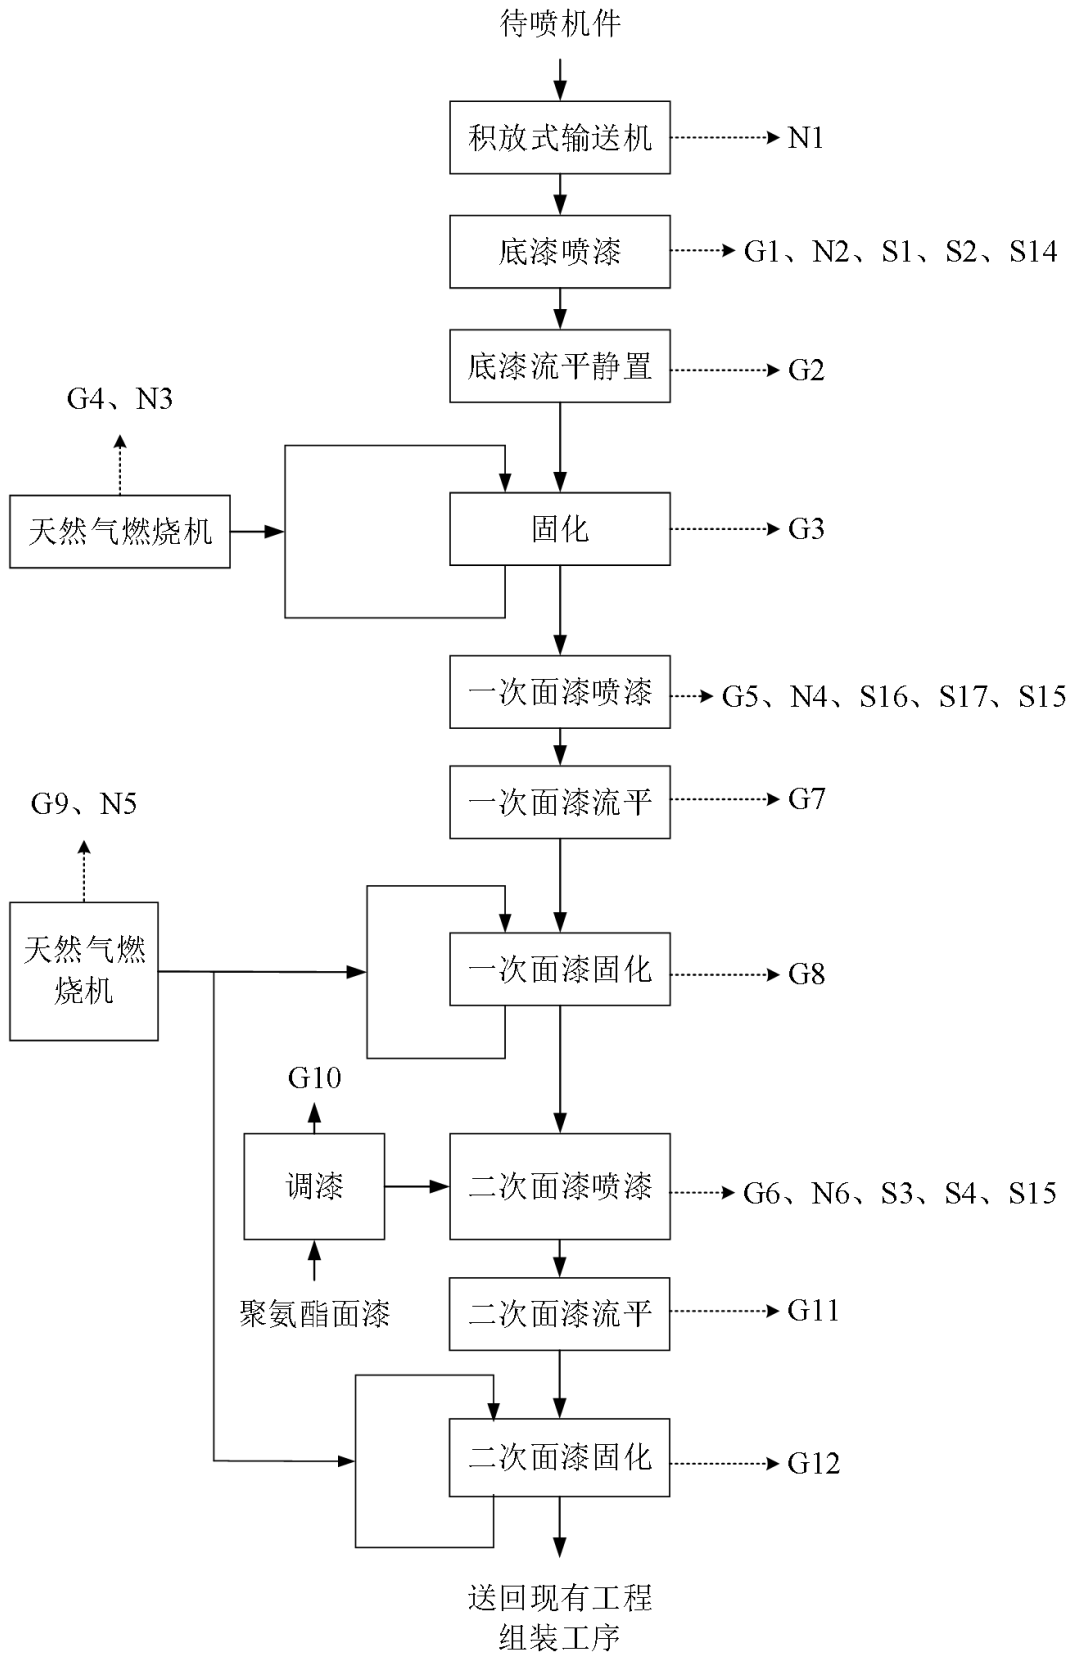 待喷机件
积放式输送机
N1
底漆喷漆
G1、N2、S1、S2、S14
底漆流平静置
G2
G4、N3
天然气燃烧机
固化
G3
一次面漆喷漆
G5、N4、S16、S17、S15
一次面漆流平
G7
G9、N5
天然气燃
烧机
一次面漆固化
G8
G10
调漆
二次面漆喷漆
G6、N6、S3、S4、S15
聚氨酯面漆
二次面漆流平
G11
二次面漆固化
G12
送回现有工程
组装工序